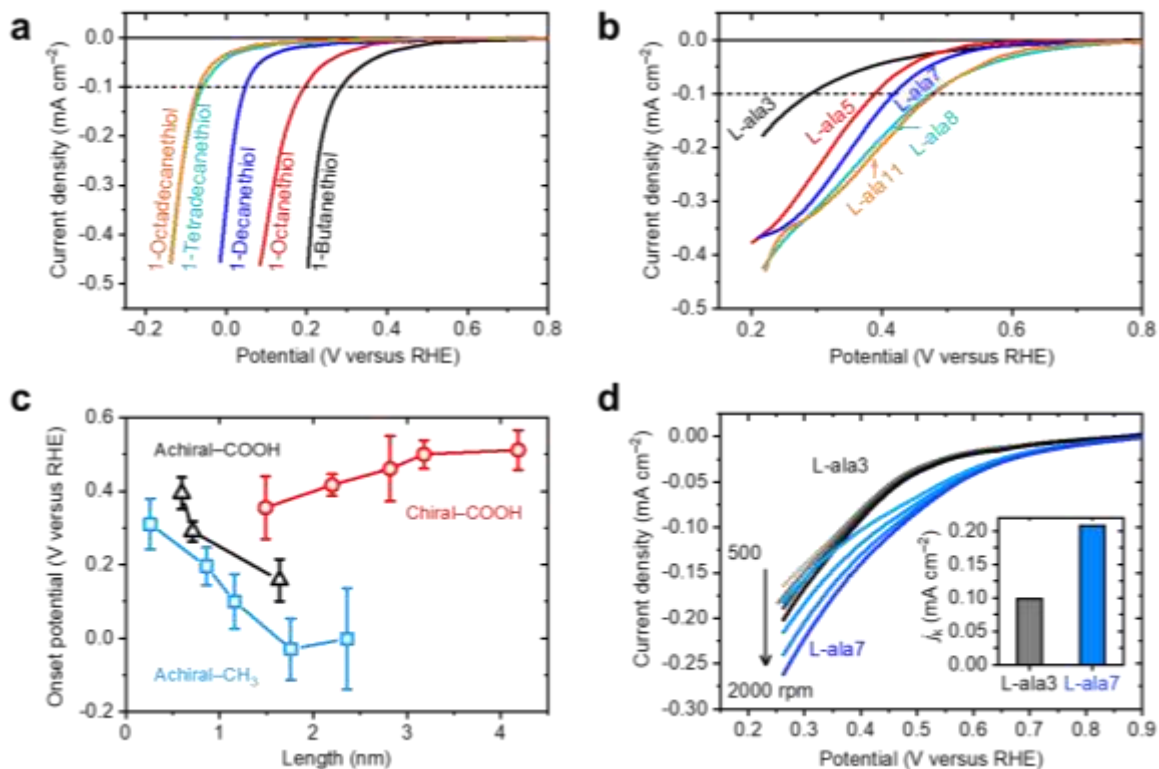 a
0.0
-0.1
-0.2
-0.3
-0.4
-0.5
Current density (mA cm⁻²)
1-Octadecanethiol
1-Tetradecanethiol
1-Decanethiol
1-Octanethiol
1-Butanethiol
-0.2
0.0
0.2
0.4
0.6
0.8
Potential (V versus RHE)
b
0.0
-0.1
-0.2
-0.3
-0.4
-0.5
Current density (mA cm⁻²)
L-ala3
L-ala5
L-ala7
L-ala8
L-ala11
0.2
0.4
0.6
0.8
Potential (V versus RHE)
c
0.6
0.4
0.2
0.0
-0.2
Onset potential (V versus RHE)
Achiral–COOH
Chiral–COOH
Achiral–CH₃
0
1
2
3
4
Length (nm)
d
0.00
-0.05
-0.10
-0.15
-0.20
-0.25
-0.30
Current density (mA cm⁻²)
L-ala3
500
2000 rpm
L-ala7
0.20
0.15
0.10
0.05
0.00
jₖ (mA cm⁻²)
L-ala3
L-ala7
0.2
0.3
0.4
0.5
0.6
0.7
0.8
0.9
Potential (V versus RHE)